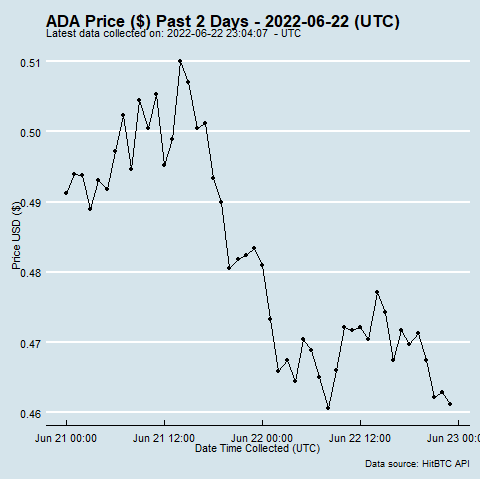 ADA Price ($) Past 2 Days - 2022-06-22 (UTC)
Latest data collected on: 2022-06-22 23:04:07 - UTC
0.51
0.50
0.49
0.48
0.47
0.46
Price USD ($)
Jun 21 00:00
Jun 21 12:00
Jun 22 00:00
Jun 22 12:00
Jun 23 00:00
Date Time Collected (UTC)
Data source: HitBTC API